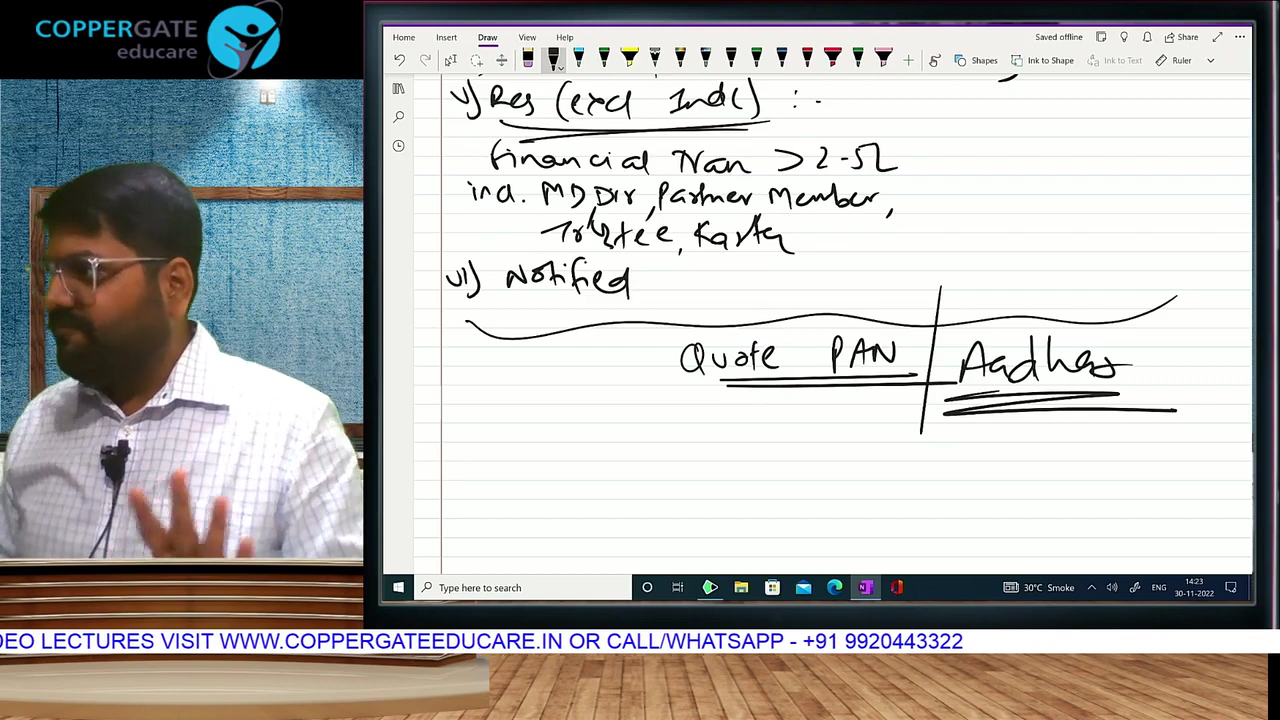 COPPERGATE
educare
Home Insert Draw View Help
Saved offline
Share
Shapes Ink to Shape Ink to Text Ruler
v) Res (excl Indl) :-
financial Tran > 2.5L
ind. MD, Dir, Partner Member,
Trustee, Karta
vi) Notified
Quote PAN Aadhar
Type here to search
30°C Smoke ENG 14:23
30-11-2022
DEO LECTURES VISIT WWW.COPPERGATEEDUCARE.IN OR CALL/WHATSAPP - +91 9920443322